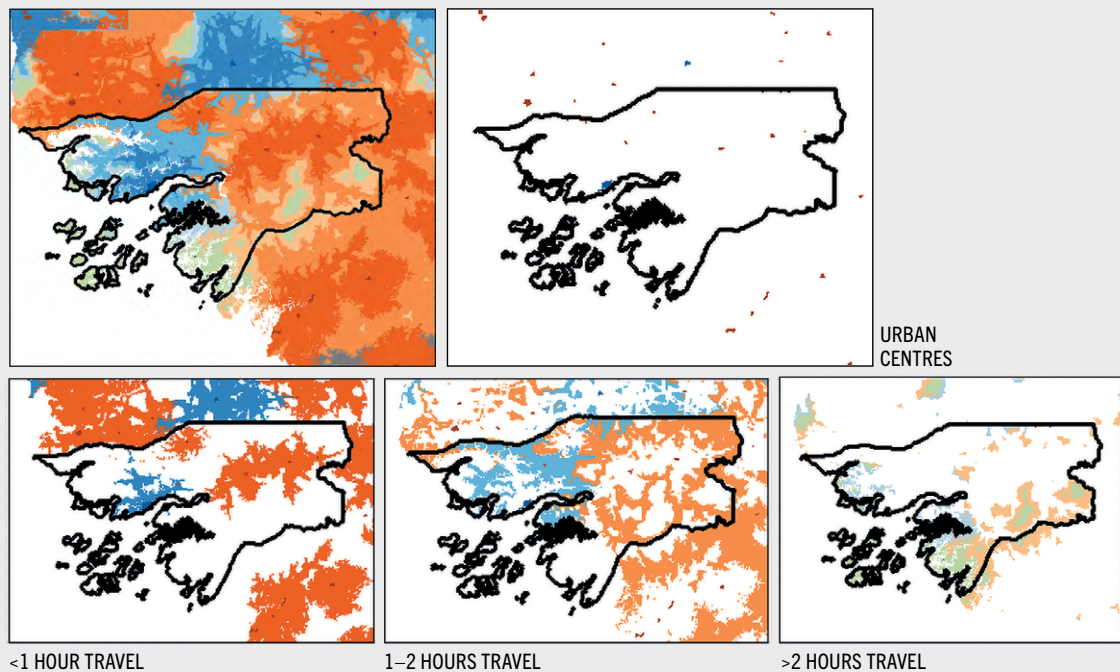 URBAN
CENTRES
<1 HOUR TRAVEL
1–2 HOURS TRAVEL
>2 HOURS TRAVEL